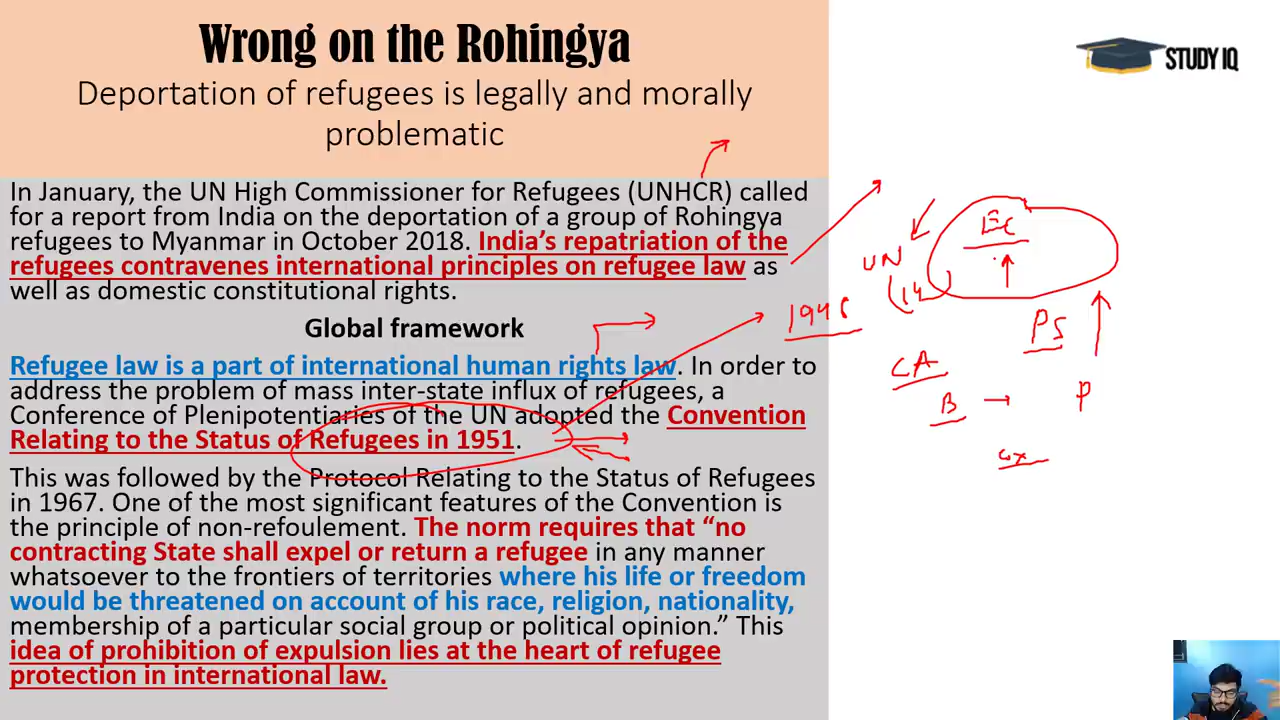 Wrong on the Rohingya
Deportation of refugees is legally and morally
problematic
STUDY IQ
In January, the UN High Commissioner for Refugees (UNHCR) called
for a report from India on the deportation of a group of Rohingya
refugees to Myanmar in October 2018. India's repatriation of the
refugees contravenes international principles on refugee law as
well as domestic constitutional rights.
Global framework
Refugee law is a part of international human rights law. In order to
address the problem of mass inter-state influx of refugees, a
Conference of Plenipotentiaries of the UN adopted the Convention
Relating to the Status of Refugees in 1951.
This was followed by the Protocol Relating to the Status of Refugees
in 1967. One of the most significant features of the Convention is
the principle of non-refoulement. The norm requires that “no
contracting State shall expel or return a refugee in any manner
whatsoever to the frontiers of territories where his life or freedom
would be threatened on account of his race, religion, nationality,
membership of a particular social group or political opinion.” This
idea of prohibition of expulsion lies at the heart of refugee
protection in international law.
UN
14
PS
CA
B
P